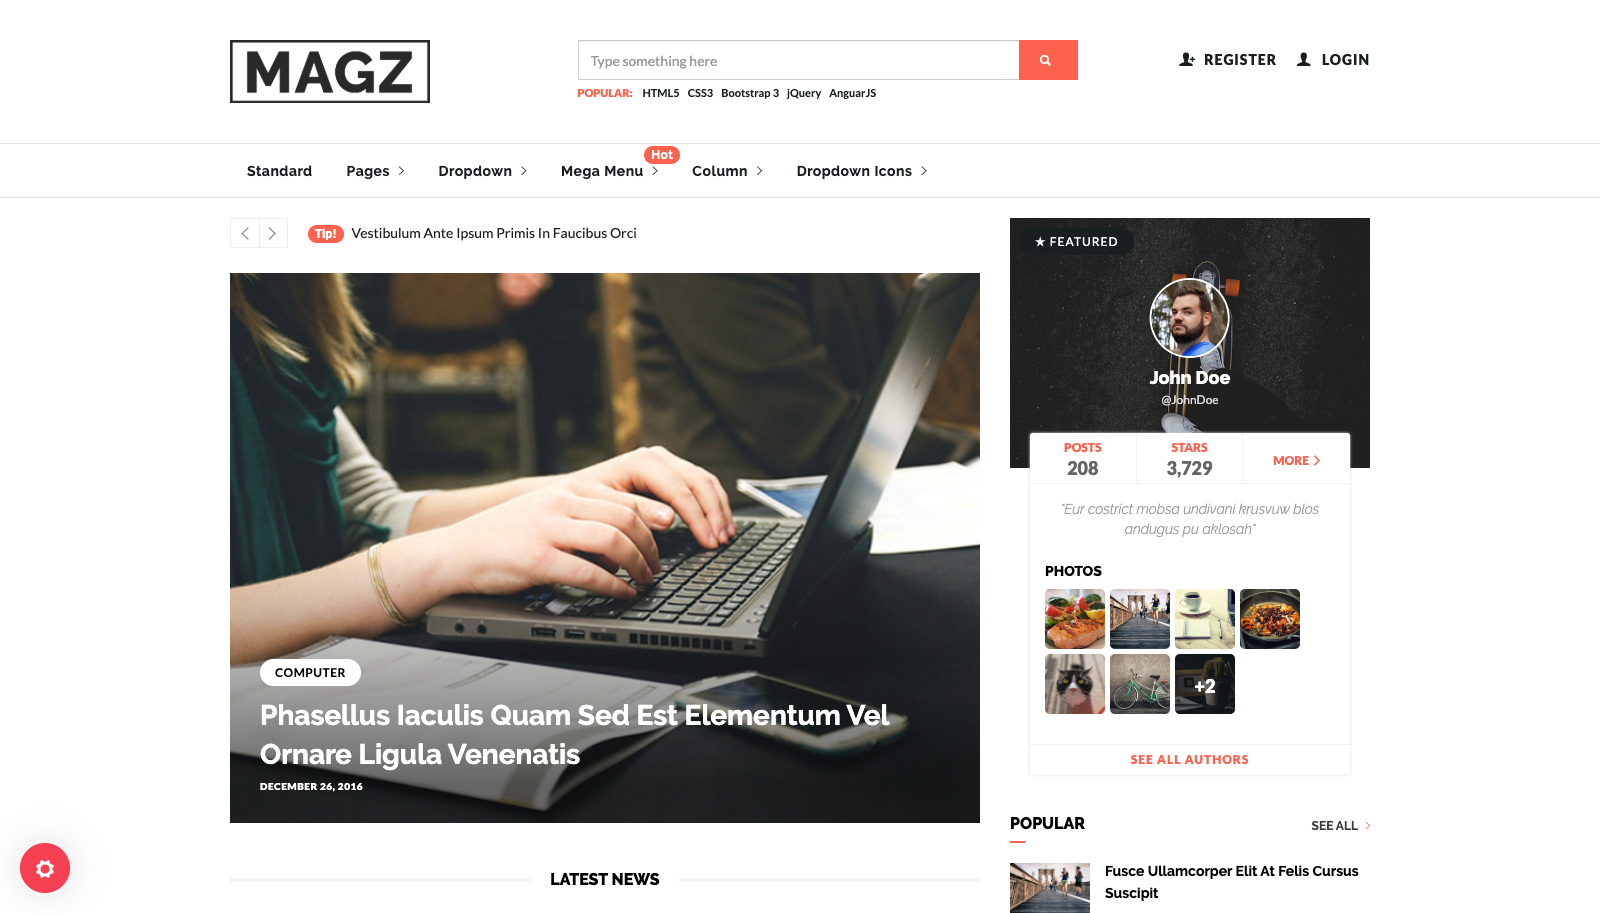 MAGZ
Type something here
POPULAR: HTML5 CSS3 Bootstrap 3 jQuery AnguarJS
REGISTER LOGIN
Hot
Standard Pages Dropdown Mega Menu Column Dropdown Icons
Tip! Vestibulum Ante Ipsum Primis In Faucibus Orci
COMPUTER
Phasellus Iaculis Quam Sed Est Elementum Vel
Ornare Ligula Venenatis
DECEMBER 26, 2016
LATEST NEWS
★ FEATURED
John Doe
@JohnDoe
POSTS STARS MORE
208 3,729
"Eur costrict mobsa undivani krusvuw blos
andugus pu aklosah"
PHOTOS
+2
SEE ALL AUTHORS
POPULAR SEE ALL
Fusce Ullamcorper Elit At Felis Cursus
Suscipit